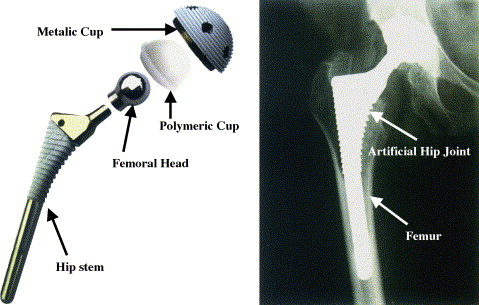 Metalic Cup
Polymeric Cup
Femoral Head
Hip stem
Artificial Hip Joint
Femur